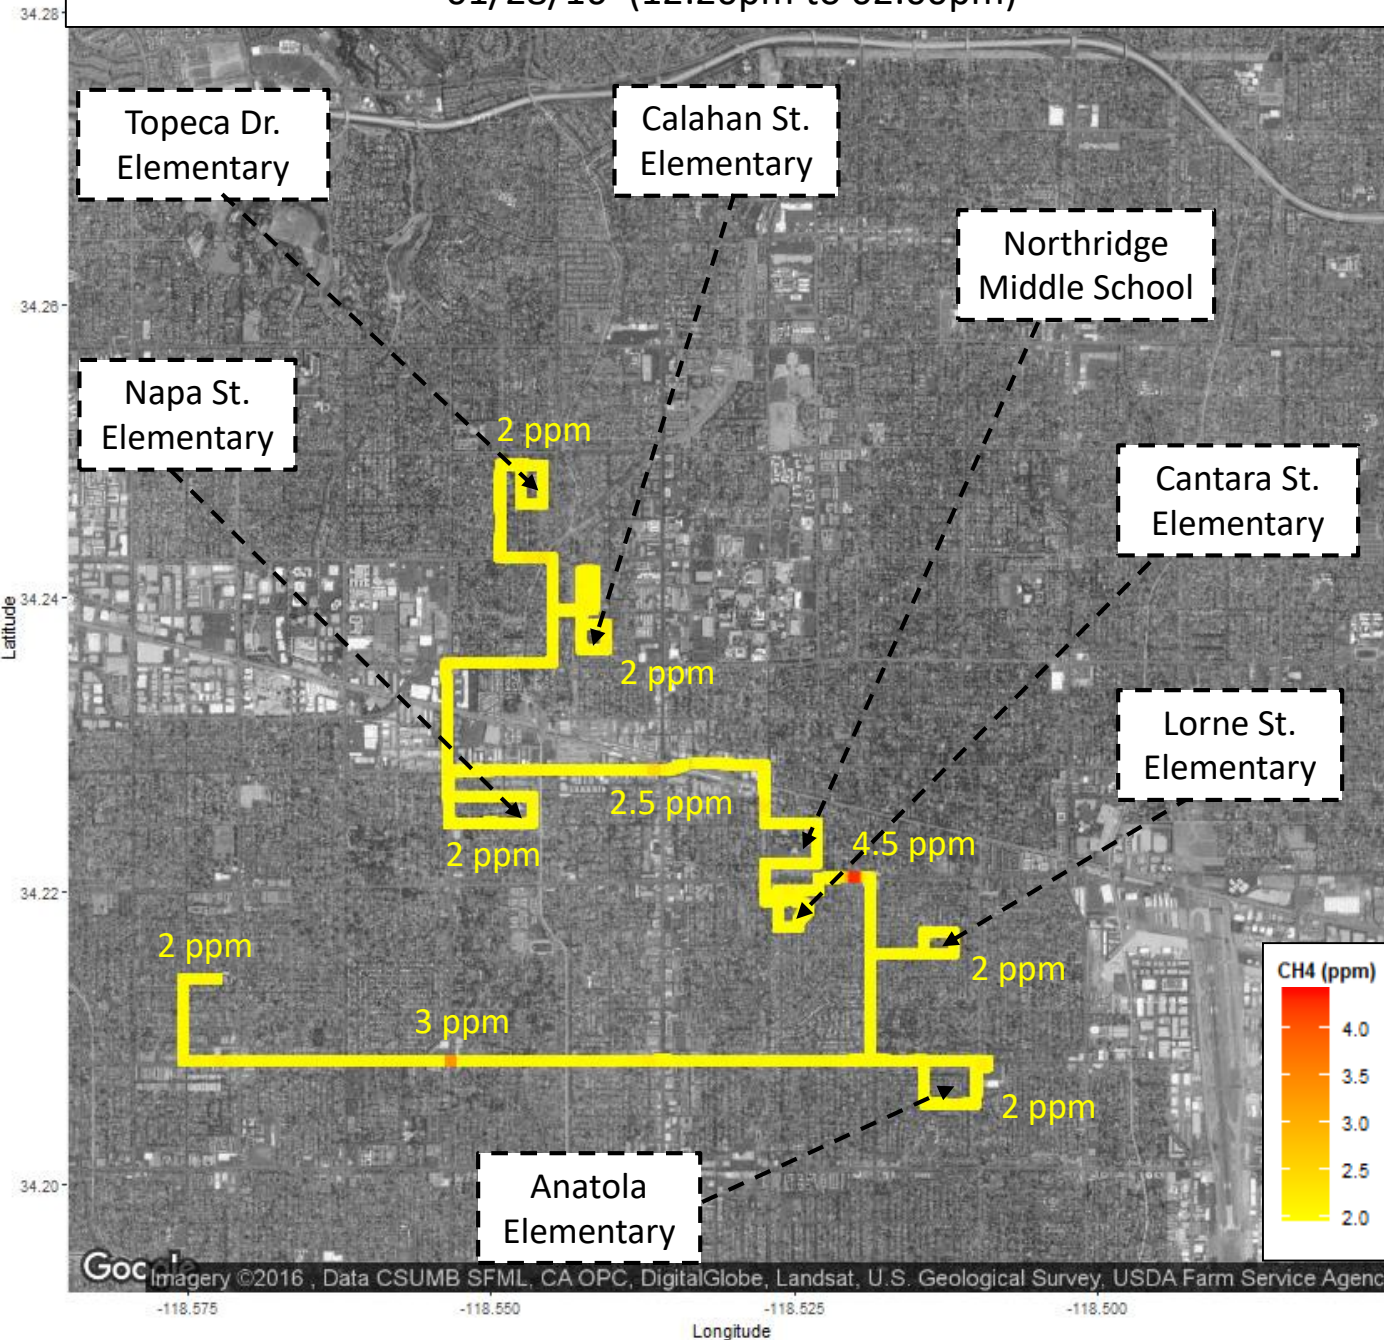 Topeca Dr.
Elementary
Calahan St.
Elementary
Northridge
Middle School
Napa St.
Elementary
2 ppm
Cantara St.
Elementary
2 ppm
Lorne St.
Elementary
2.5 ppm
2 ppm
4.5 ppm
2 ppm
2 ppm
3 ppm
2 ppm
Anatola
Elementary
CH4 (ppm)
4.0
3.5
3.0
2.5
2.0
34.28
34.26
34.24
34.22
34.20
Latitude
Imagery ©2016 , Data CSUMB SFML, CA OPC, DigitalGlobe, Landsat, U.S. Geological Survey, USDA Farm Service Agenc
-118.575
-118.550
-118.525
-118.500
Longitude